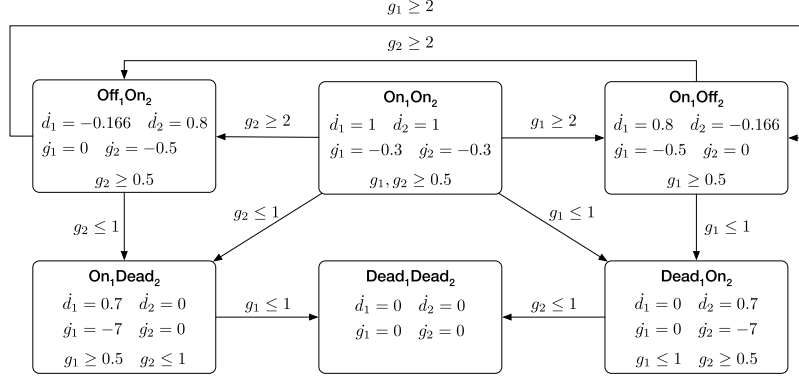 g₁ ≥ 2
g₂ ≥ 2
Off₁On₂
ḋ₁ = −0.166 ḋ₂ = 0.8
ġ₁ = 0 ġ₂ = −0.5
g₂ ≥ 0.5
g₂ ≥ 2
On₁On₂
ḋ₁ = 1 ḋ₂ = 1
ġ₁ = −0.3 ġ₂ = −0.3
g₁, g₂ ≥ 0.5
g₁ ≥ 2
On₁Off₂
ḋ₁ = 0.8 ḋ₂ = −0.166
ġ₁ = −0.5 ġ₂ = 0
g₁ ≥ 0.5
g₂ ≤ 1
g₂ ≤ 1
g₁ ≤ 1
g₁ ≤ 1
On₁Dead₂
ḋ₁ = 0.7 ḋ₂ = 0
ġ₁ = −7 ġ₂ = 0
g₁ ≥ 0.5 g₂ ≤ 1
g₁ ≤ 1
Dead₁Dead₂
ḋ₁ = 0 ḋ₂ = 0
ġ₁ = 0 ġ₂ = 0
g₂ ≤ 1
Dead₁On₂
ḋ₁ = 0 ḋ₂ = 0.7
ġ₁ = 0 ġ₂ = −7
g₁ ≤ 1 g₂ ≥ 0.5